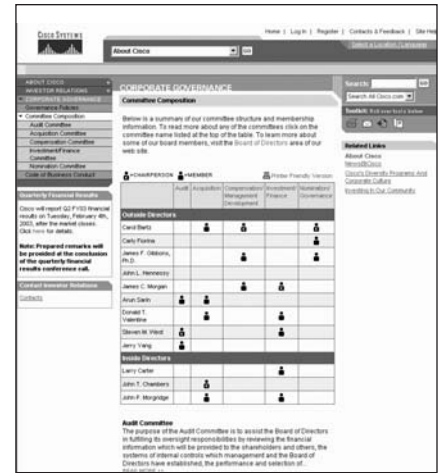 CISCO SYSTEMS
Home | Log In | Register | Contacts & Feedback | Site Help
About Cisco
GO
Select a Location / Language
ABOUT CISCO
INVESTOR RELATIONS
CORPORATE GOVERNANCE
Governance Policies
Committee Composition
Audit Committee
Acquisition Committee
Compensation Committee
Investment/Finance
Committee
Nomination Committee
Code of Business Conduct
Quarterly Financial Results
Cisco will report Q2 FY03 financial
results on Tuesday, February 4th,
2003, after the market closes.
Click here for details.
Note: Prepared remarks will
be provided at the conclusion
of the quarterly financial
results conference call.
Contact Investor Relations
Contacts
CORPORATE GOVERNANCE
Committee Composition
Below is a summary of our committee structure and membership
information. To read more about any of the committees click on the
committee name listed at the top of the table. To learn more about
some of our board members, visit the Board of Directors area of our
web site.
=CHAIRPERSON =MEMBER Printer Friendly Version
Audit Acquisition Compensation/ Management Development Investment/ Finance Nomination/ Governance
Outside Directors
Carol Bartz
Carly Fiorina
James F. Gibbons,
Ph.D.
John L. Hennessy
James C. Morgan
Arun Sarin
Donald T.
Valentine
Steven M. West
Jerry Yang
Inside Directors
Larry Carter
John T. Chambers
John P. Morgridge
Audit Committee
The purpose of the Audit Committee is to assist the Board of Directors
in fulfilling its oversight responsibilities by reviewing the financial
information which will be provided to the shareholders and others, the
systems of internal controls which management and the Board of
Directors have established, the performance and selection of...
Search:
GO
Search All Cisco.com
Toolkit:
Related Links
About Cisco
News@Cisco
Cisco's Diversity Programs And
Corporate Culture
Investing In Our Community